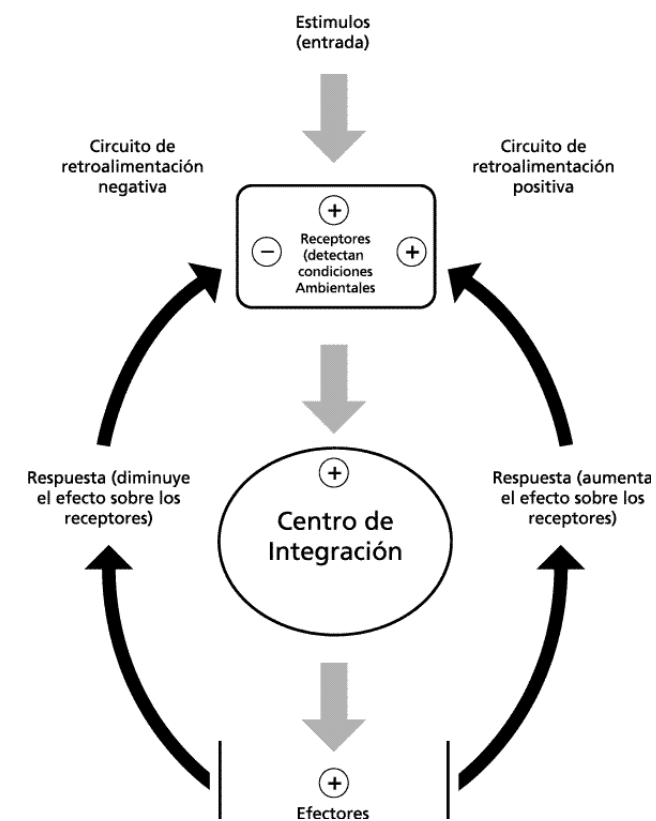 Estimulos
(entrada)
Circuito de
retroalimentación
negativa
Circuito de
retroalimentación
positiva
+
− Receptores +
(detectan
condiciones
Ambientales
+
Centro de
Integración
Respuesta (diminuye
el efecto sobre los
receptores)
Respuesta (aumenta
el efecto sobre los
receptores)
+
Efectores